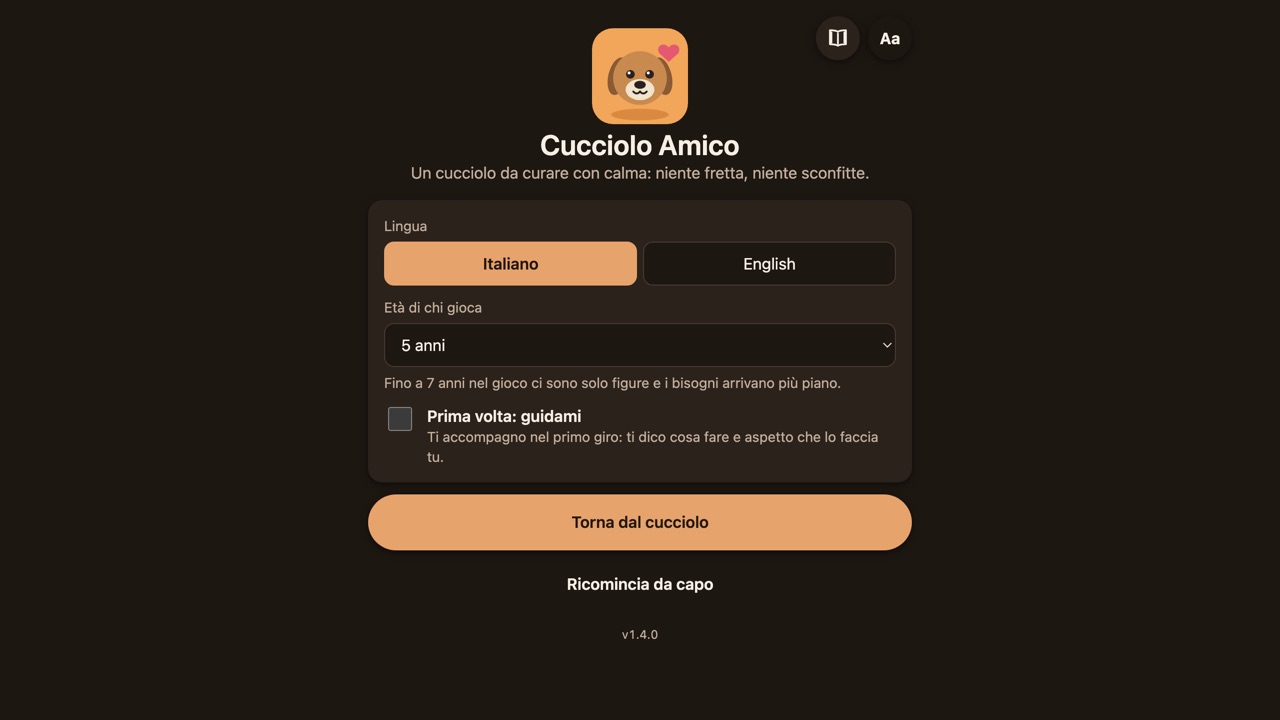 Aa
Cucciolo Amico
Un cucciolo da curare con calma: niente fretta, niente sconfitte.
Lingua
Italiano
English
Età di chi gioca
5 anni
Fino a 7 anni nel gioco ci sono solo figure e i bisogni arrivano più piano.
Prima volta: guidami
Ti accompagno nel primo giro: ti dico cosa fare e aspetto che lo faccia
tu.
Torna dal cucciolo
Ricomincia da capo
v1.4.0